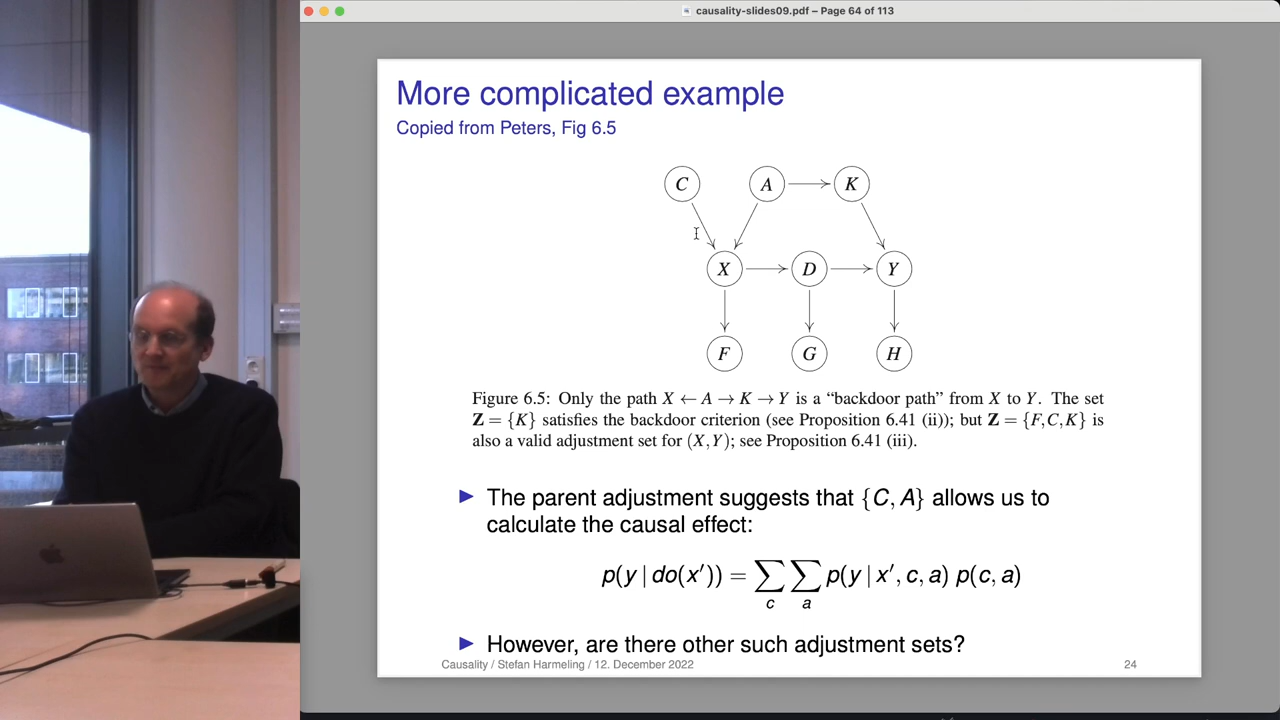 causality-slides09.pdf – Page 64 of 113
More complicated example
Copied from Peters, Fig 6.5
C A K
X D Y
F G H
Figure 6.5: Only the path X ← A → K → Y is a “backdoor path” from X to Y. The set
Z = {K} satisfies the backdoor criterion (see Proposition 6.41 (ii)); but Z = {F,C,K} is
also a valid adjustment set for (X,Y); see Proposition 6.41 (iii).
▶ The parent adjustment suggests that {C, A} allows us to
calculate the causal effect:
p(y | do(x′)) = ∑ ∑ p(y | x′, c, a) p(c, a)
c a
▶ However, are there other such adjustment sets?
Causality / Stefan Harmeling / 12. December 2022 24